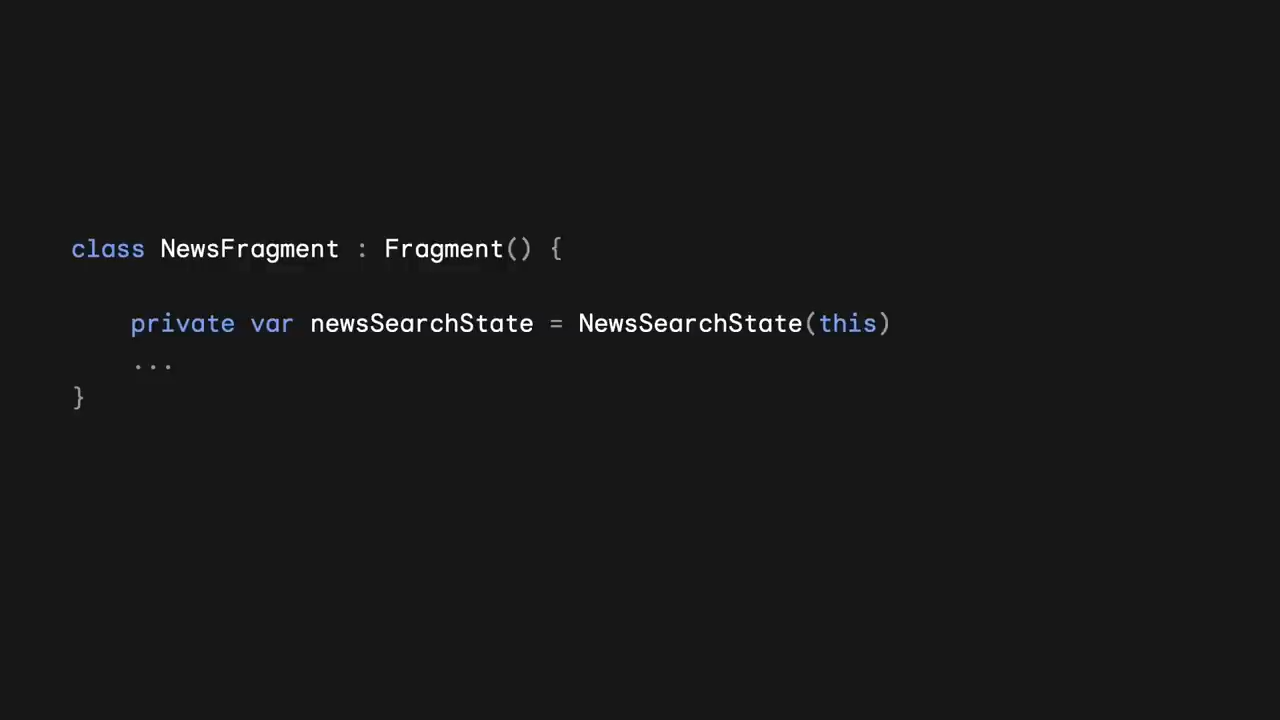 class NewsFragment : Fragment() {
private var newsSearchState = NewsSearchState(this)
...
}